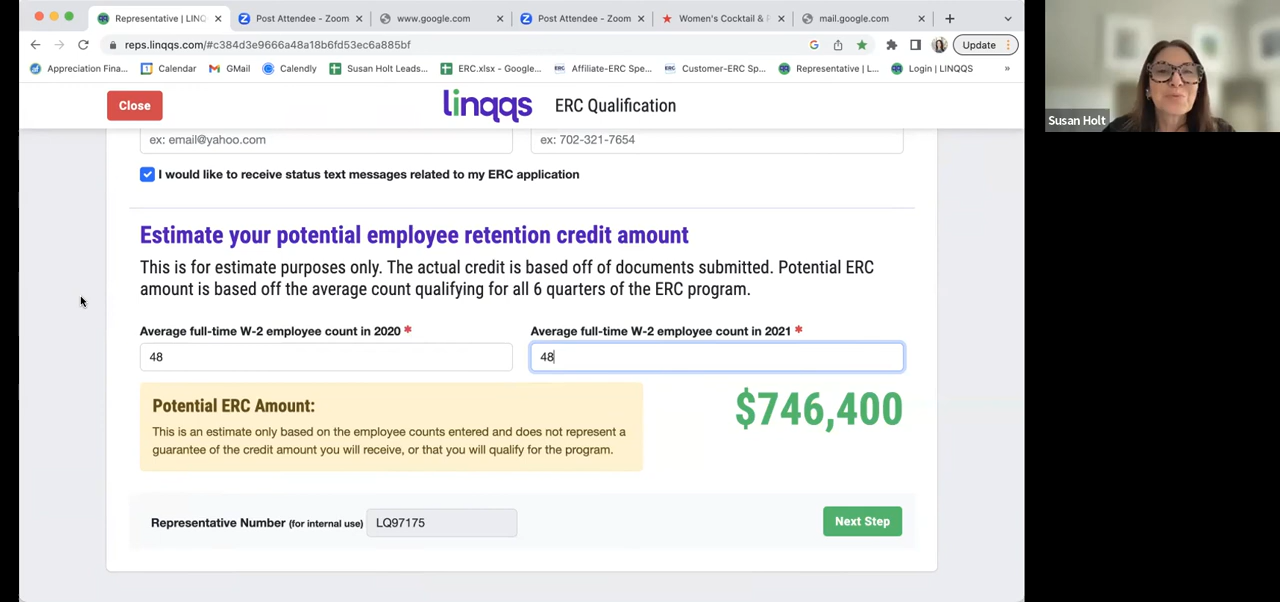 Representative | LINQ
Post Attendee - Zoom
www.google.com
Post Attendee - Zoom
Women's Cocktail & P
mail.google.com
reps.linqqs.com/#c384d3e9666a48a18b6fd53ec6a885bf
Update
Appreciation Fina...
Calendar
GMail
Calendly
Susan Holt Leads...
ERC.xlsx - Google...
ERC Affiliate-ERC Spe...
ERC Customer-ERC Sp...
Representative | L...
Login | LINQQS
»
Close
linqqs
ERC Qualification
ex: email@yahoo.com
ex: 702-321-7654
I would like to receive status text messages related to my ERC application
Estimate your potential employee retention credit amount
This is for estimate purposes only. The actual credit is based off of documents submitted. Potential ERC
amount is based off the average count qualifying for all 6 quarters of the ERC program.
Average full-time W-2 employee count in 2020 *
Average full-time W-2 employee count in 2021 *
48
48
Potential ERC Amount:
This is an estimate only based on the employee counts entered and does not represent a
guarantee of the credit amount you will receive, or that you will qualify for the program.
$746,400
Representative Number (for internal use)
LQ97175
Next Step
Susan Holt